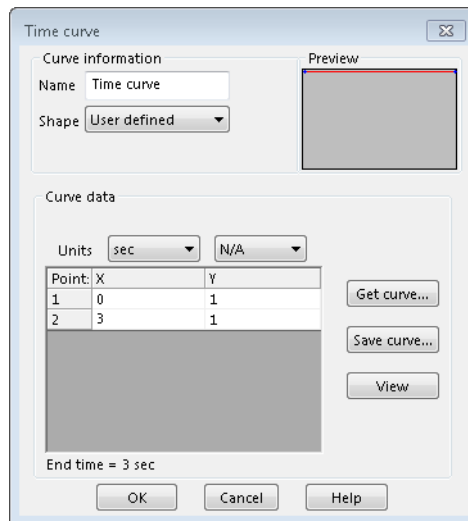 Time curve
Curve information
Preview
Name Time curve
Shape User defined
Curve data
Units sec N/A
Point: X Y
1 0 1
2 3 1
Get curve...
Save curve...
View
End time = 3 sec
OK Cancel Help